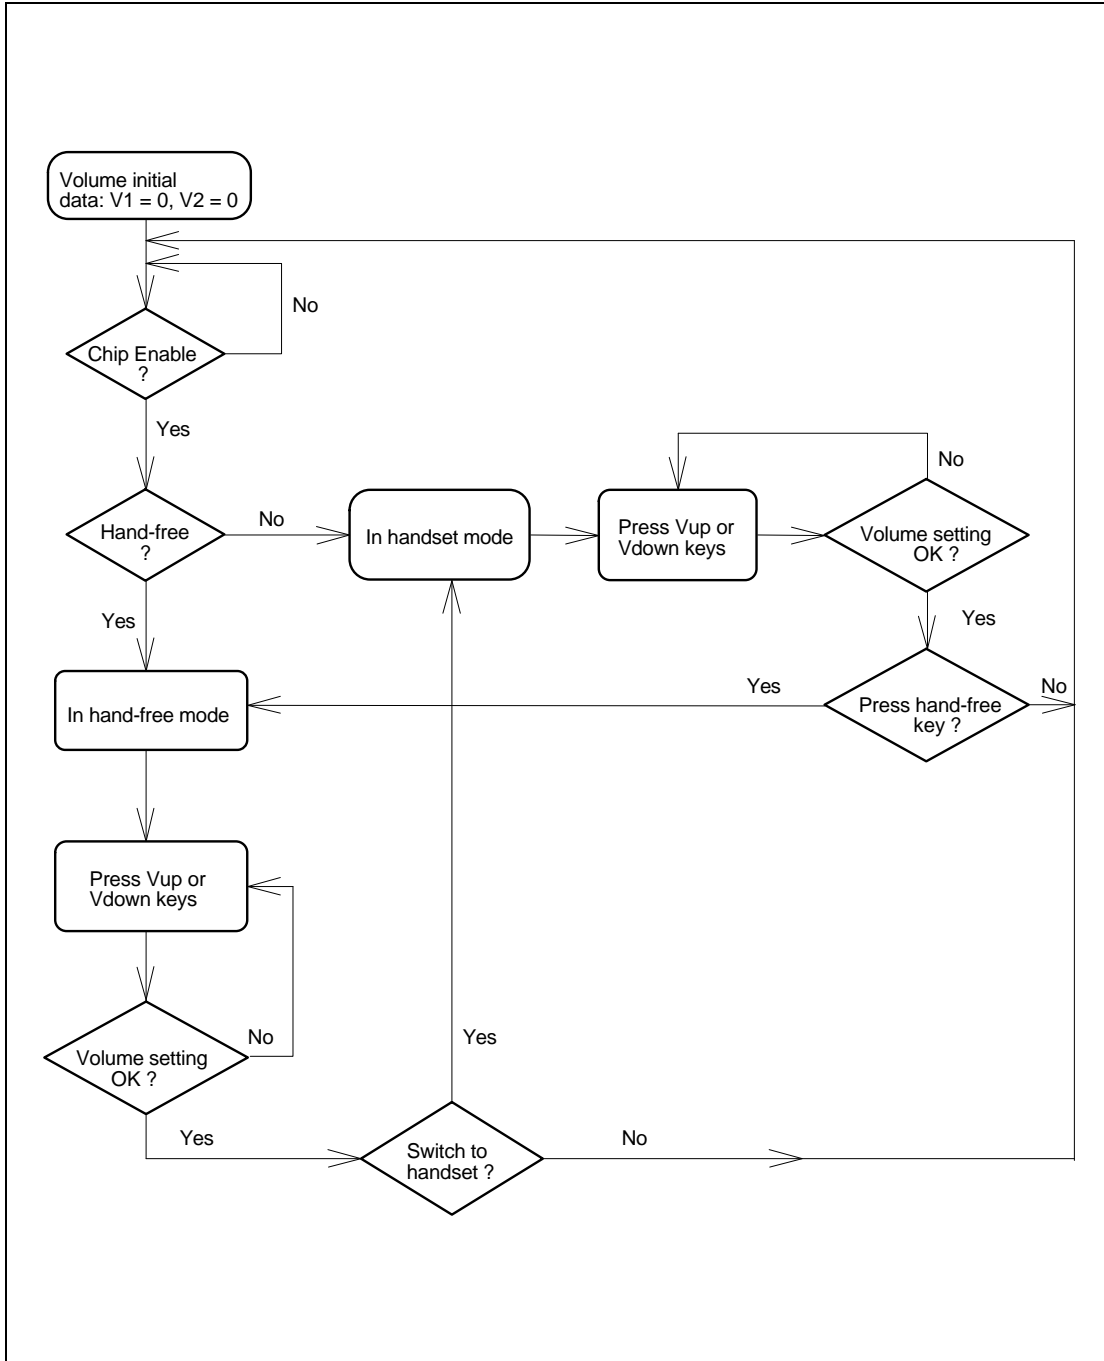 Volume initial
data: V1 = 0, V2 = 0
No
Chip Enable
?
Yes
No
Hand-free
?
No
In handset mode
Press Vup or
Vdown keys
Volume setting
OK ?
Yes
Yes
In hand-free mode
Yes
Press hand-free
key ?
No
Press Vup or
Vdown keys
No
Yes
Volume setting
OK ?
Yes
Switch to
handset ?
No